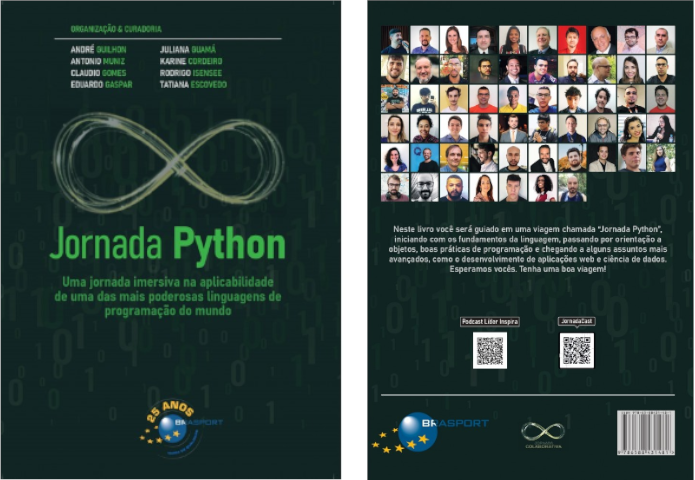 ORGANIZAÇÃO & CURADORIA
ANDRÉ GUILHON
ANTONIO MUNIZ
CLAUDIO GOMES
EDUARDO GASPAR
JULIANA GUAMÁ
KARINE CORDEIRO
RODRIGO ISENSEE
TATIANA ESCOVEDO
Jornada Python
Uma jornada imersiva na aplicabilidade
de uma das mais poderosas linguagens de
programação do mundo
25 ANOS
BRASPORT
Neste livro você será guiado em uma viagem chamada “Jornada Python”,
iniciando com os fundamentos da linguagem, passando por orientação a
objetos, boas práticas de programação e chegando a alguns assuntos mais
avançados, como o desenvolvimento de aplicações web e ciência de dados.
Esperamos vocês. Tenha uma boa viagem!
Podcast Líder Inspira
JornadaCast
BRASPORT